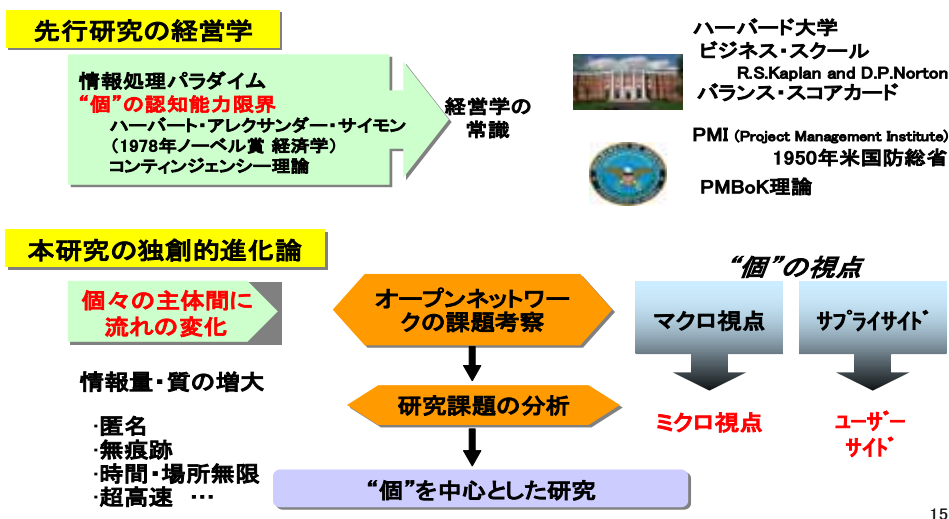 先行研究の経営学
情報処理パラダイム
“個”の認知能力限界
ハーバート・アレクサンダー・サイモン
（1978年ノーベル賞 経済学）
コンティンジェンシー理論
経営学の
常識
ハーバード大学
ビジネス・スクール
R.S.Kaplan and D.P.Norton
バランス・スコアカード
PMI (Project Management Institute)
1950年米国防総省
PMBoK理論
本研究の独創的進化論
個々の主体間に
流れの変化
情報量・質の増大
・匿名
・無痕跡
・時間・場所無限
・超高速 …
オープンネットワー
クの課題考察
研究課題の分析
“個”を中心とした研究
“個”の視点
マクロ視点
ミクロ視点
ｻﾌﾟﾗｲｻｲﾄﾞ
ﾕｰｻﾞｰ
ｻｲﾄﾞ
15